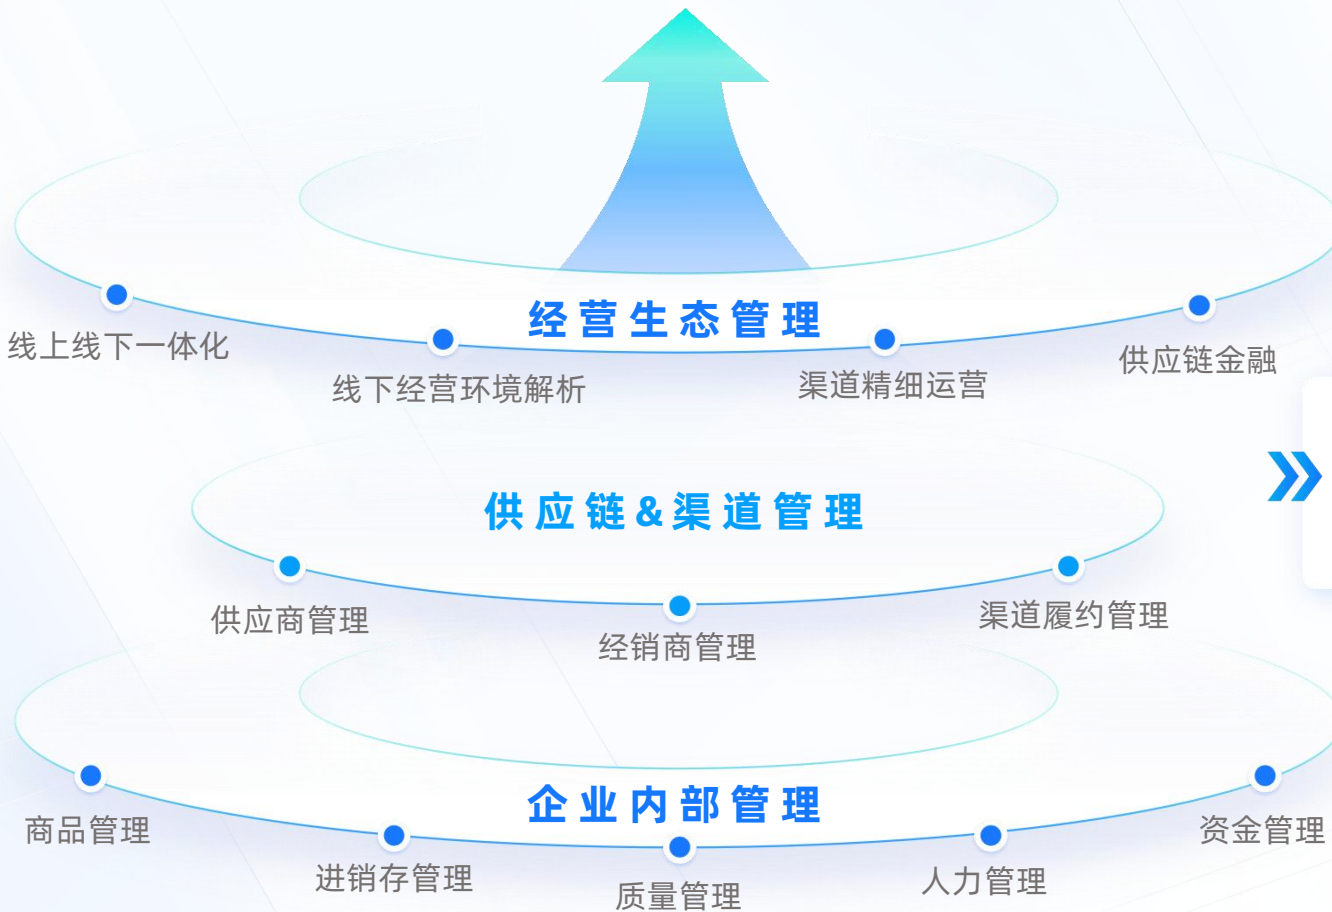 经营生态管理
线上线下一体化
线下经营环境解析
渠道精细运营
供应链金融
供应链&渠道管理
供应商管理
经销商管理
渠道履约管理
企业内部管理
商品管理
进销存管理
质量管理
人力管理
资金管理